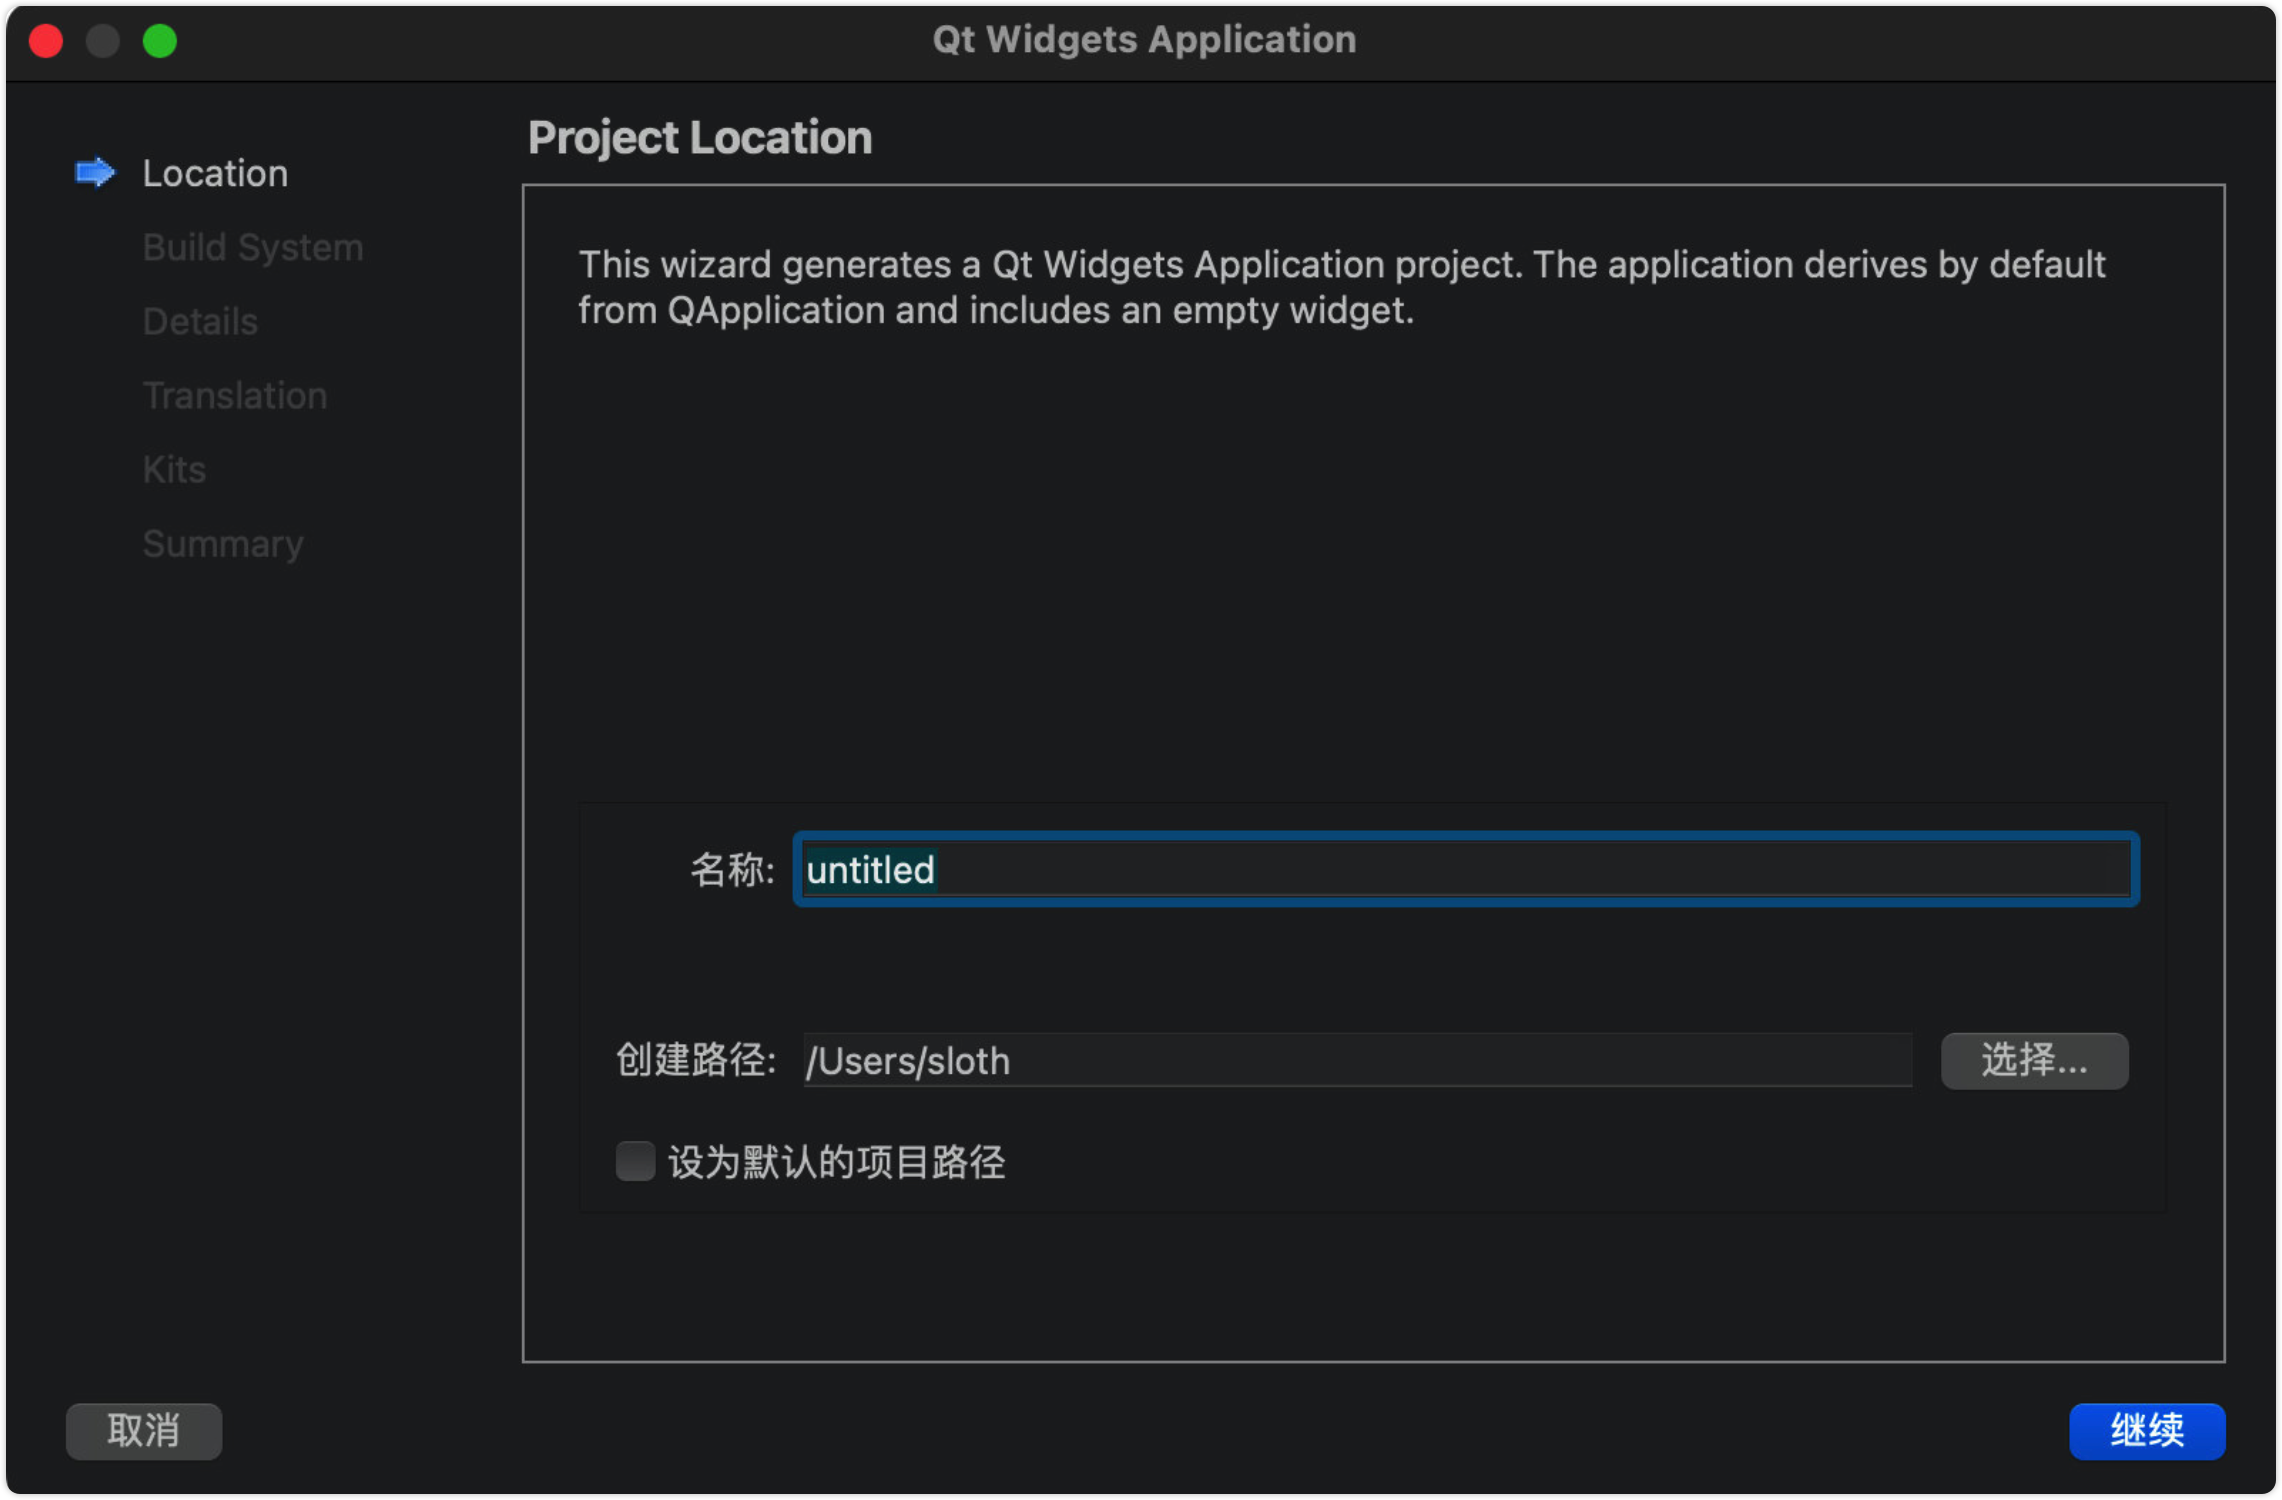 Qt Widgets Application
Location
Build System
Details
Translation
Kits
Summary
Project Location
This wizard generates a Qt Widgets Application project. The application derives by default
from QApplication and includes an empty widget.
名称: untitled
创建路径: /Users/sloth 选择...
设为默认的项目路径
取消 继续